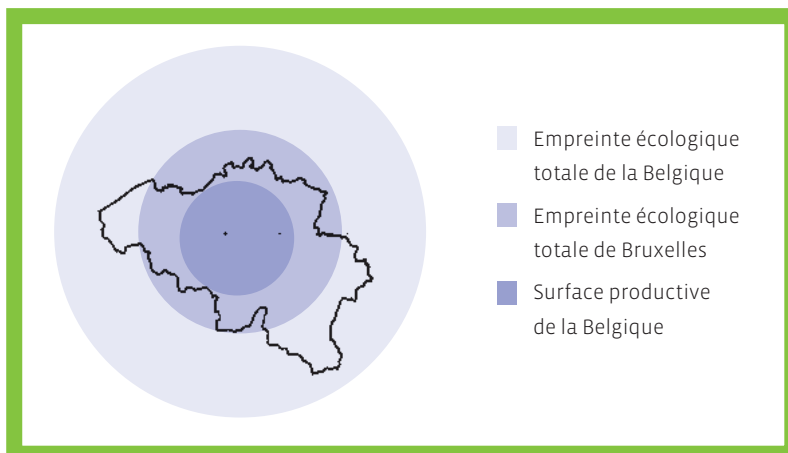 Empreinte écologique
totale de la Belgique
Empreinte écologique
totale de Bruxelles
Surface productive
de la Belgique